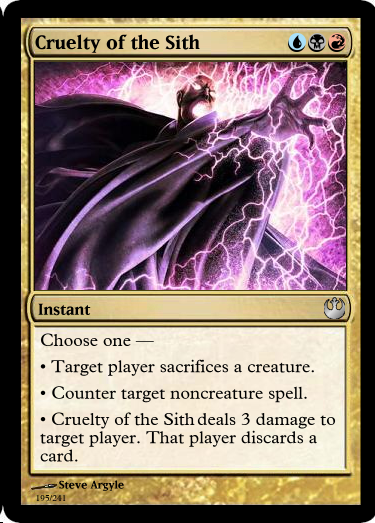 Cruelty of the Sith
Instant
Choose one —
• Target player sacrifices a creature.
• Counter target noncreature spell.
• Cruelty of the Sith deals 3 damage to
target player. That player discards a
card.
Steve Argyle
195/241